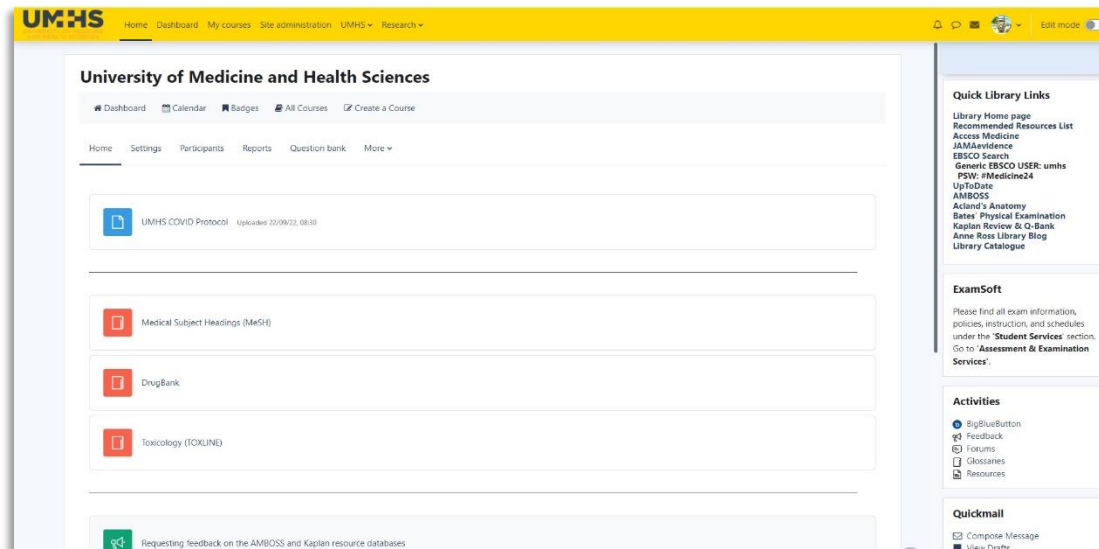 UMHS
Home Dashboard My courses Site administration UMHS Research
Edit mode
University of Medicine and Health Sciences
Dashboard Calendar Badges All Courses Create a Course
Home Settings Participants Reports Question bank More
UMHS COVID Protocol Uploaded 22/09/22, 08:30
Medical Subject Headings (MeSH)
DrugBank
Toxicology (TOXLINE)
Requesting feedback on the AMBOSS and Kaplan resource databases
Quick Library Links
Library Home page
Recommended Resources List
Access Medicine
JAMAevidence
EBSCO Search
Generic EBSCO USER: umhs
PSW: #Medicine24
UpToDate
AMBOSS
Acland's Anatomy
Bates' Physical Examination
Kaplan Review & Q-Bank
Anne Ross Library Blog
Library Catalogue
ExamSoft
Please find all exam information,
policies, instruction, and schedules
under the 'Student Services' section.
Go to 'Assessment & Examination
Services'.
Activities
BigBlueButton
Feedback
Forums
Glossaries
Resources
Quickmail
Compose Message
View Drafts